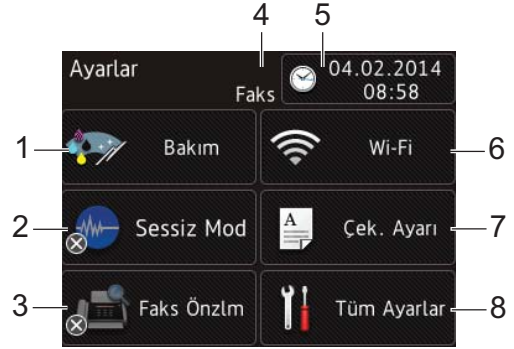 4 5
Ayarlar
Faks
04.02.2014
08:58
1 Bakım
Wi-Fi 6
2 Sessiz Mod
A
Çek. Ayarı 7
3 Faks Önzlm
Tüm Ayarlar 8